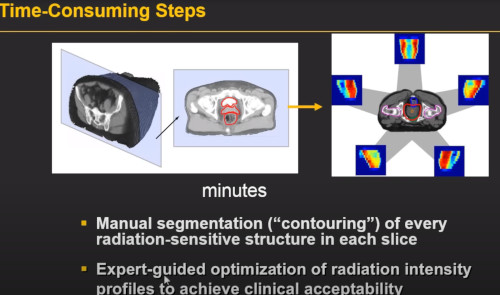 Time-Consuming Steps
minutes
▪ Manual segmentation (“contouring”) of every
radiation-sensitive structure in each slice
▪ Expert-guided optimization of radiation intensity
profiles to achieve clinical acceptability